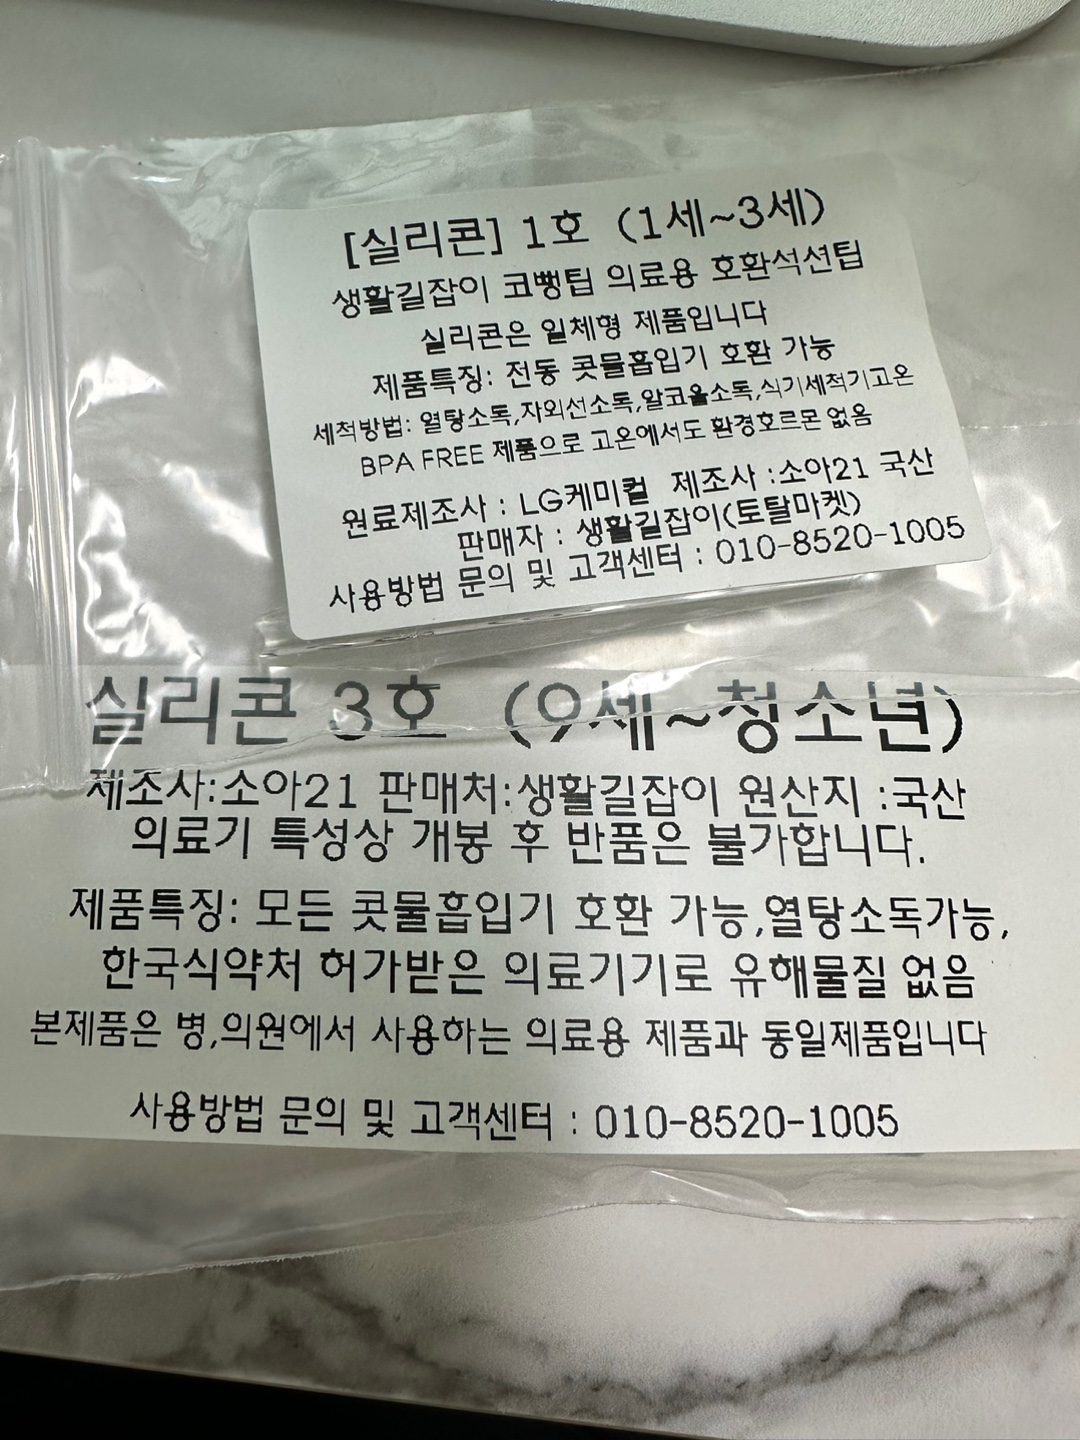 [실리콘] 1호 (1세~3세)
생활길잡이 코뻥팁 의료용 호환석션팁
실리콘은 일체형 제품입니다
제품특징: 전동 콧물흡입기 호환 가능
세척방법: 열탕소독,자외선소독,알코올소독,식기세척기고온
BPA FREE 제품으로 고온에서도 환경호르몬 없음
원료제조사 : LG케미컬 제조사 :소아21 국산
판매자 : 생활길잡이(토탈마켓)
사용방법 문의 및 고객센터 : 010-8520-1005
실리콘 3호 (9세~청소년)
제조사:소아21 판매처:생활길잡이 원산지 :국산
의료기 특성상 개봉 후 반품은 불가합니다.
제품특징: 모든 콧물흡입기 호환 가능,열탕소독가능,
한국식약처 허가받은 의료기기로 유해물질 없음
본제품은 병,의원에서 사용하는 의료용 제품과 동일제품입니다
사용방법 문의 및 고객센터 : 010-8520-1005